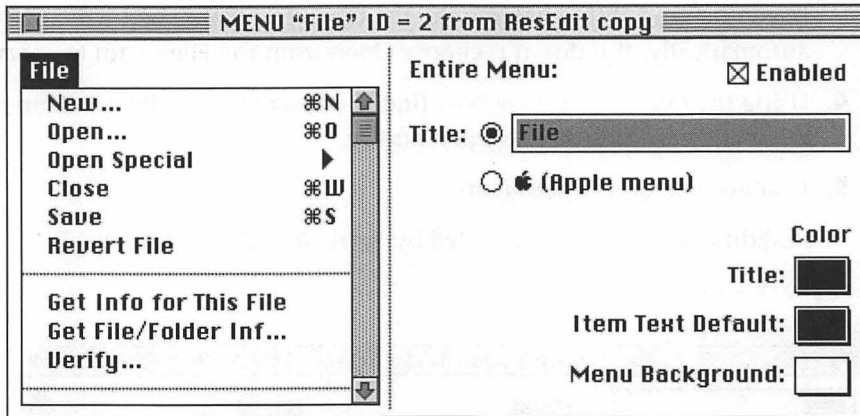 MENU “File” ID = 2 from ResEdit copy
File
New... ⌘N
Open... ⌘O
Open Special
Close ⌘W
Save ⌘S
Revert File
Get Info for This File
Get File/Folder Inf...
Verify...
Entire Menu:
Enabled
Title:
File
(Apple menu)
Color
Title:
Item Text Default:
Menu Background: